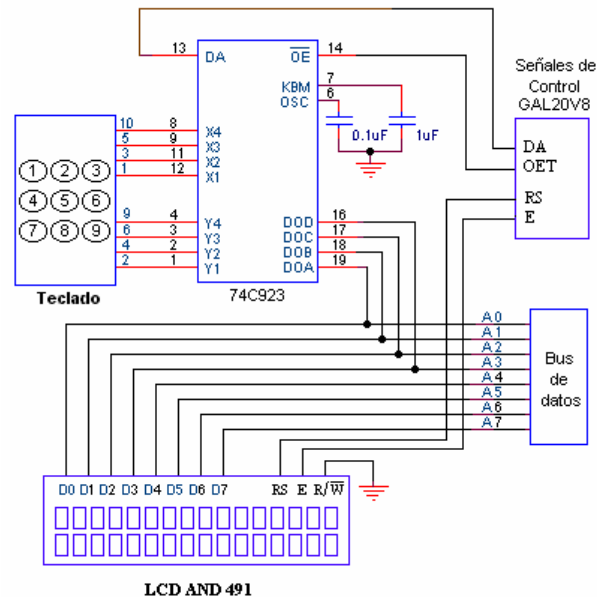 13 DA
OE 14
KBM 7
OSC 6
0.1uF 1uF
Señales de
Control
GAL20V8
DA
OET
RS
E
10 8 X4
5 9 X3
3 11 X2
1 12 X1
9 4 Y4
6 3 Y3
4 2 Y2
2 1 Y1
1 2 3
4 5 6
7 8 9
Teclado
DOD 16
DOC 17
DOB 18
DOA 19
74C923
A0
A1
A2
A3
A4
A5
A6
A7
Bus
de
datos
D0 D1 D2 D3 D4 D5 D6 D7 RS E R/W
LCD AND 491